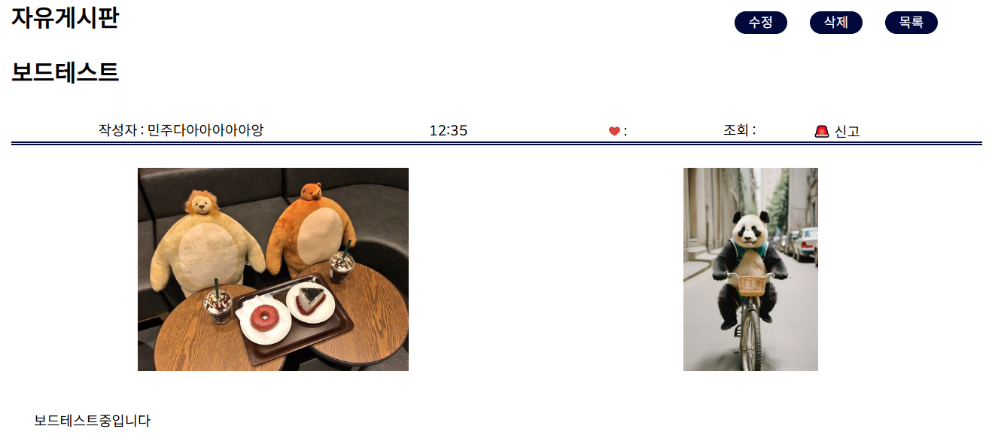 자유게시판
수정 삭제 목록
보드테스트
작성자 : 민주다아아아아아앙 12:35 ❤ : 조회 : 🚨 신고
보드테스트중입니다